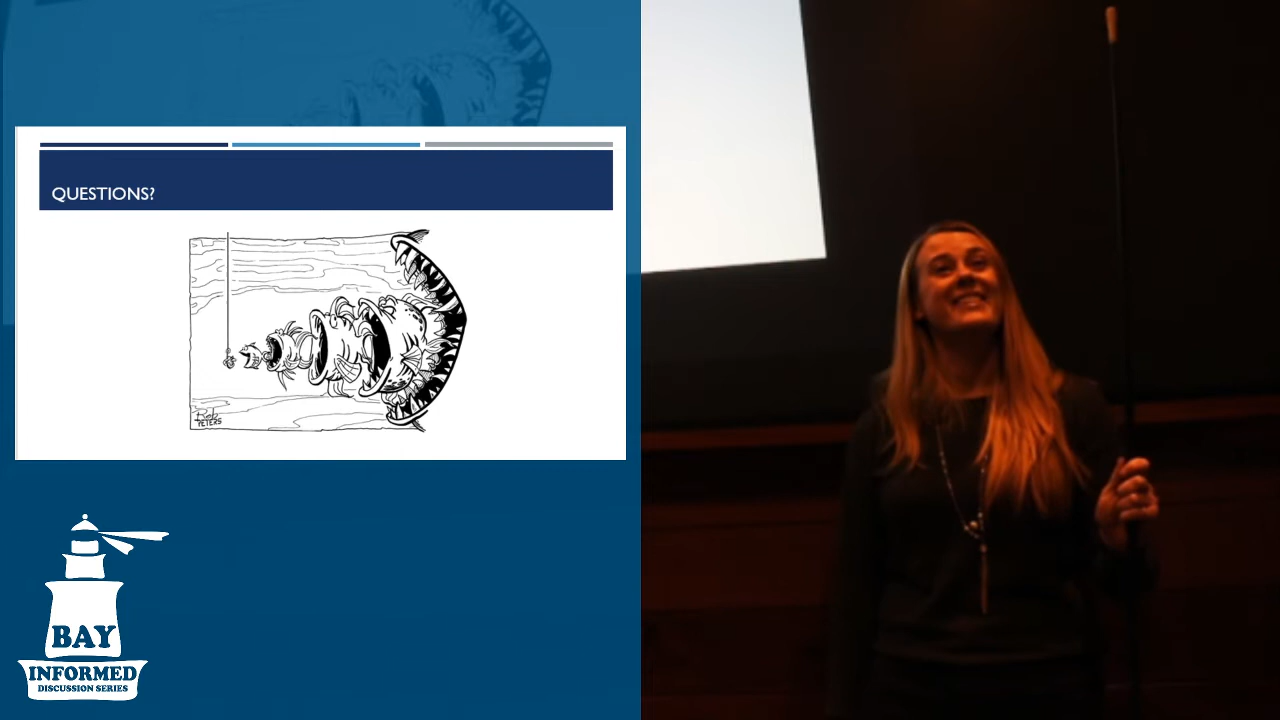 QUESTIONS?
Rob
PETERS
BAY
INFORMED
DISCUSSION SERIES